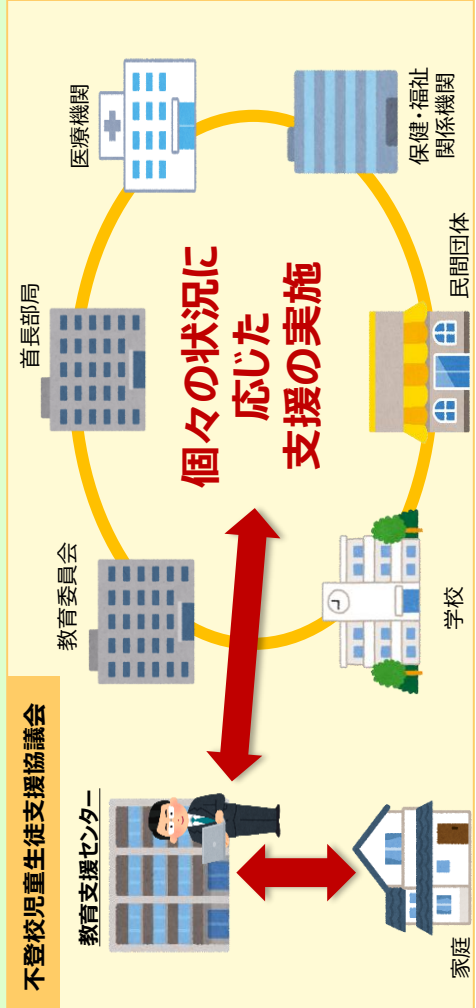 不登校児童生徒支援協議会
教育支援センター
家庭
教育委員会
首長部局
医療機関
保健・福祉
関係機関
民間団体
学校
個々の状況に
応じた
支援の実施